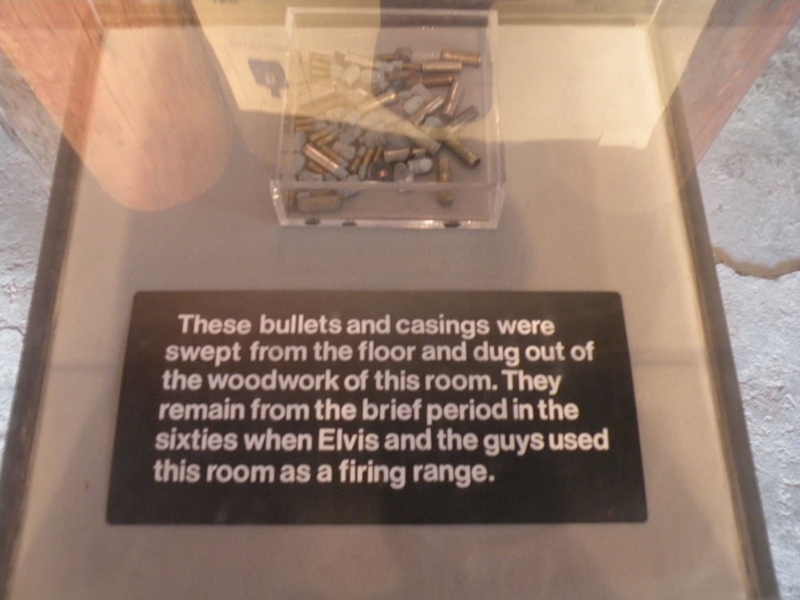 These bullets and casings were
swept from the floor and dug out of
the woodwork of this room. They
remain from the brief period in the
sixties when Elvis and the guys used
this room as a firing range.